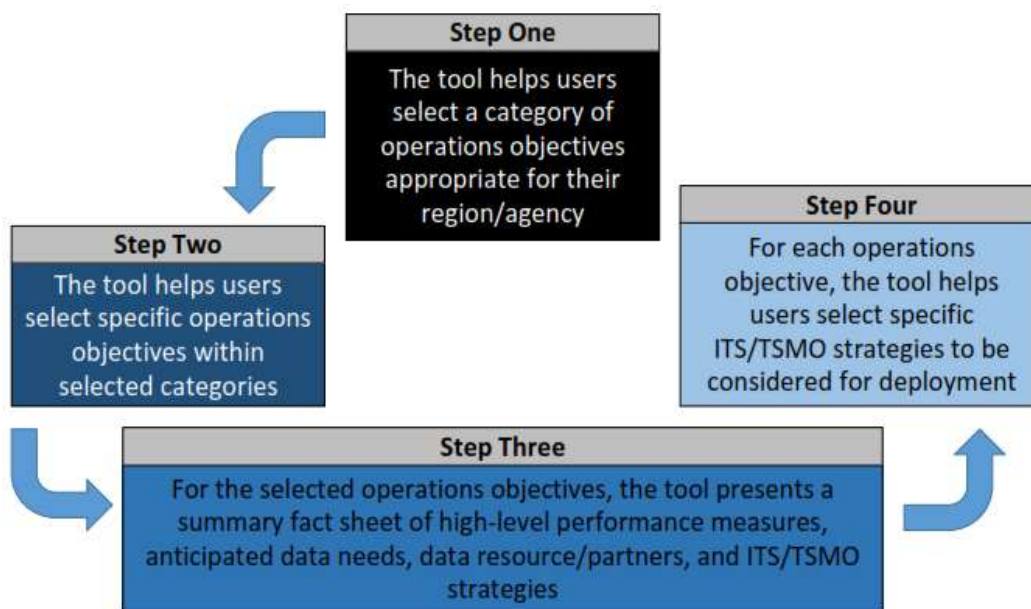 Step One
The tool helps users
select a category of
operations objectives
appropriate for their
region/agency
Step Two
The tool helps users
select specific operations
objectives within
selected categories
Step Three
For the selected operations objectives, the tool presents a
summary fact sheet of high-level performance measures,
anticipated data needs, data resource/partners, and ITS/TSMO
strategies
Step Four
For each operations
objective, the tool helps
users select specific
ITS/TSMO strategies to be
considered for deployment